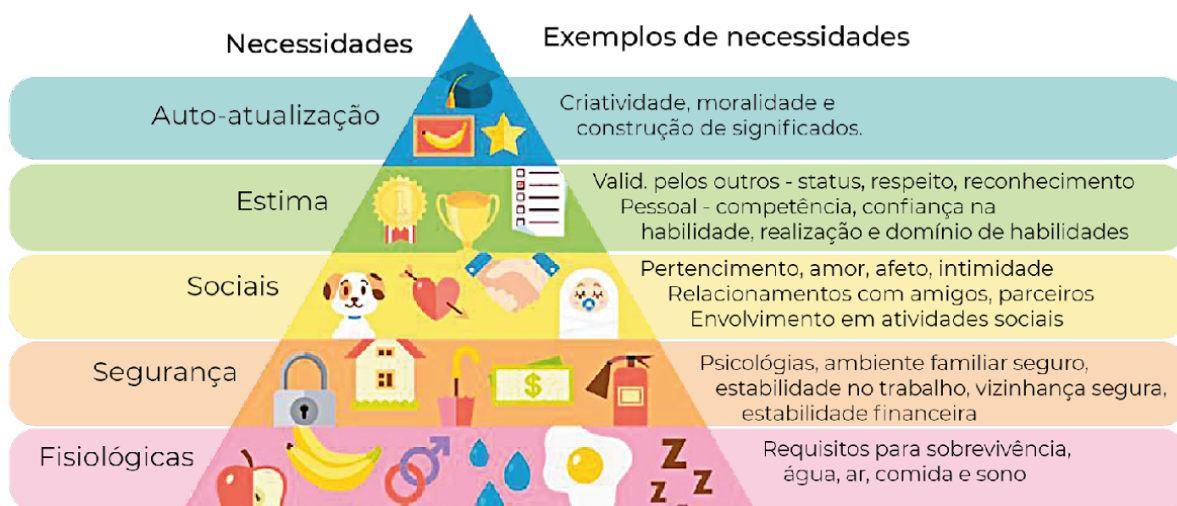 Necessidades
Exemplos de necessidades
Auto-atualização
Criatividade, moralidade e
construção de significados.
Estima
Valid. pelos outros - status, respeito, reconhecimento
Pessoal - competência, confiança na
habilidade, realização e domínio de habilidades
Sociais
Pertencimento, amor, afeto, intimidade
Relacionamentos com amigos, parceiros
Envolvimento em atividades sociais
Segurança
Psicológias, ambiente familiar seguro,
estabilidade no trabalho, vizinhança segura,
estabilidade financeira
$
Fisiológicas
Requisitos para sobrevivência,
água, ar, comida e sono
1
Z
Z
Z
Z